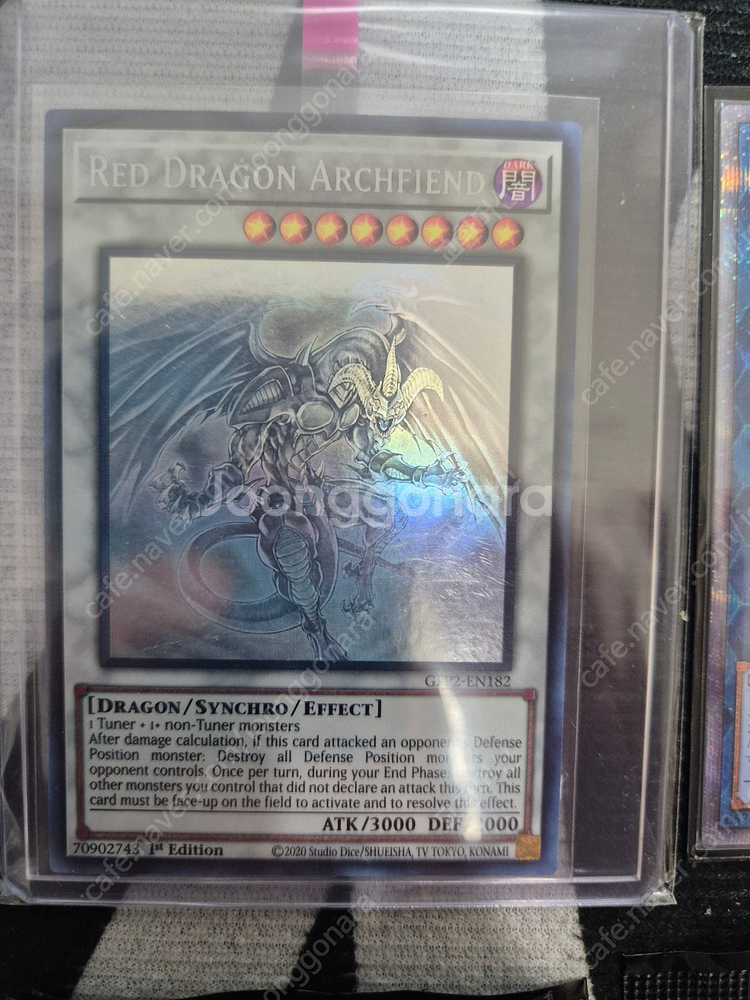 RED DRAGON ARCHFIEND
DARK
闇
Joonggonara
GFP2-EN182
[DRAGON/SYNCHRO/EFFECT]
1 Tuner + 1+ non-Tuner monsters
After damage calculation, if this card attacked an opponent's Defense
Position monster: Destroy all Defense Position monsters your
opponent controls. Once per turn, during your End Phase: Destroy all
other monsters you control that did not declare an attack this turn. This
card must be face-up on the field to activate and to resolve this effect.
ATK/3000 DEF/2000
70902743 1st Edition ©2020 Studio Dice/SHUEISHA, TV TOKYO, KONAMI